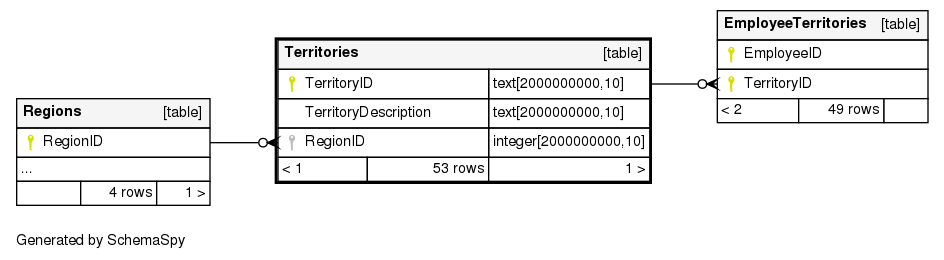 Regions [table]
RegionID
...
4 rows 1 >
Territories [table]
TerritoryID text[2000000000,10]
TerritoryDescription text[2000000000,10]
RegionID integer[2000000000,10]
< 1 53 rows 1 >
EmployeeTerritories [table]
EmployeeID
TerritoryID
< 2 49 rows
Generated by SchemaSpy